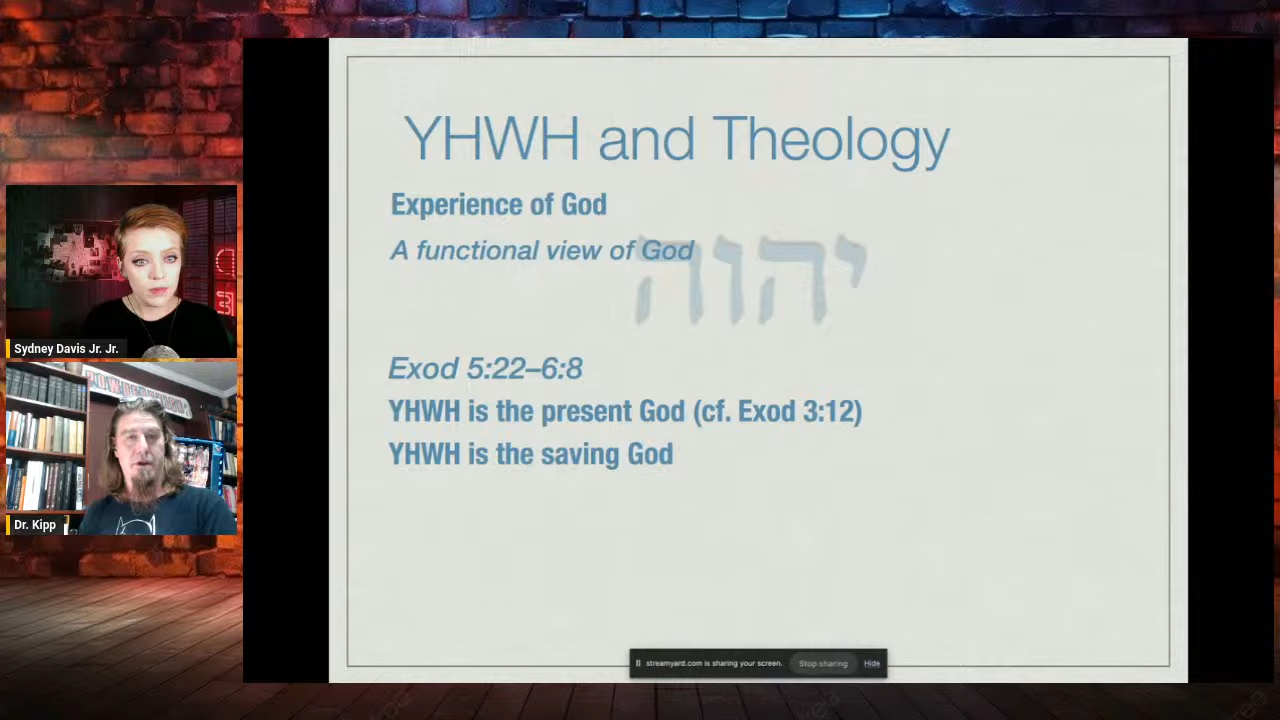 YHWH and Theology
Experience of God
A functional view of God
יהוה
Exod 5:22–6:8
YHWH is the present God (cf. Exod 3:12)
YHWH is the saving God
Sydney Davis Jr. Jr.
Dr. Kipp
streamyard.com is sharing your screen. Stop sharing Hide